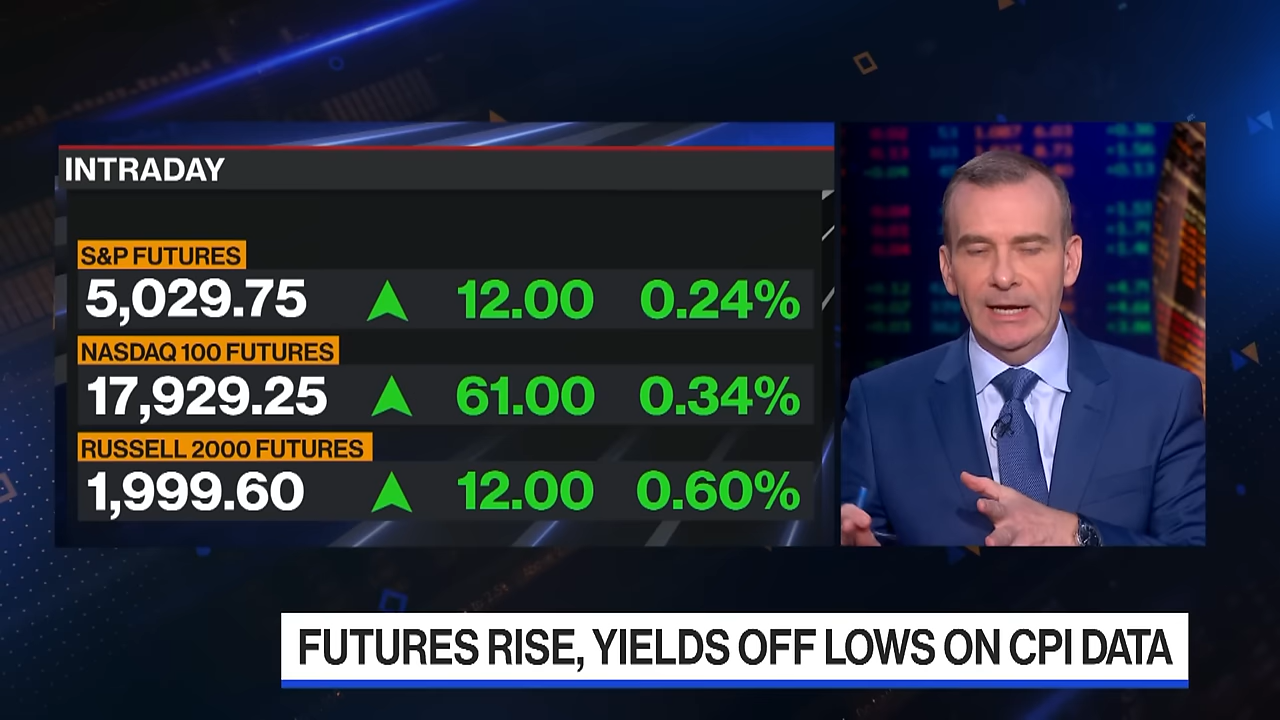 INTRADAY
S&P FUTURES
5,029.75 ▲ 12.00 0.24%
NASDAQ 100 FUTURES
17,929.25 ▲ 61.00 0.34%
RUSSELL 2000 FUTURES
1,999.60 ▲ 12.00 0.60%
FUTURES RISE, YIELDS OFF LOWS ON CPI DATA